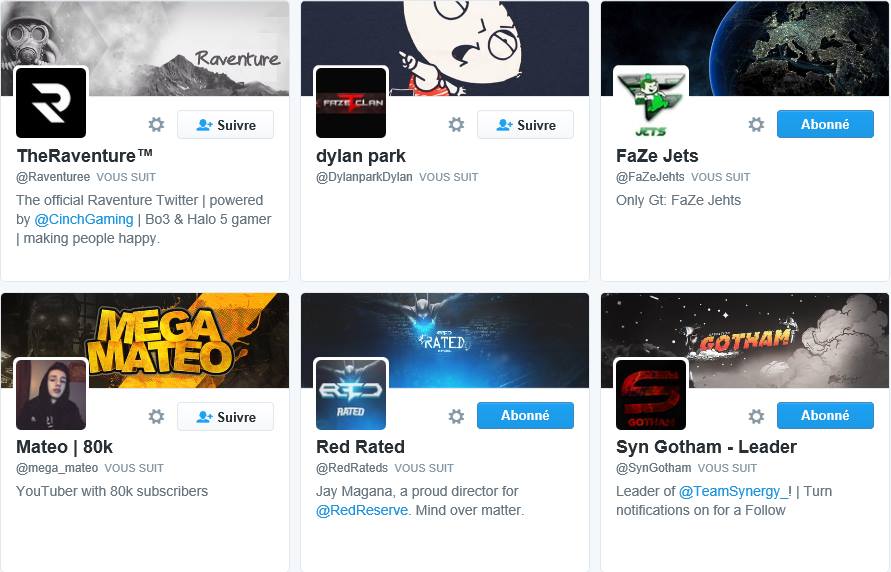 Raventure
Suivre
TheRaventure™
@Raventuree VOUS SUIT
The official Raventure Twitter | powered
by @CinchGaming | Bo3 & Halo 5 gamer
| making people happy.
FAZE CLAN
Suivre
dylan park
@DylanparkDylan VOUS SUIT
JETS
Abonné
FaZe Jets
@FaZeJehts VOUS SUIT
Only Gt: FaZe Jehts
MEGA
MATEO
Suivre
Mateo | 80k
@mega_mateo VOUS SUIT
YouTuber with 80k subscribers
RATED
RED
RATED
Abonné
Red Rated
@RedRateds VOUS SUIT
Jay Magana, a proud director for
@RedReserve. Mind over matter.
GOTHAM
GOTHAM
Abonné
Syn Gotham - Leader
@SynGotham VOUS SUIT
Leader of @TeamSynergy_! | Turn
notifications on for a Follow